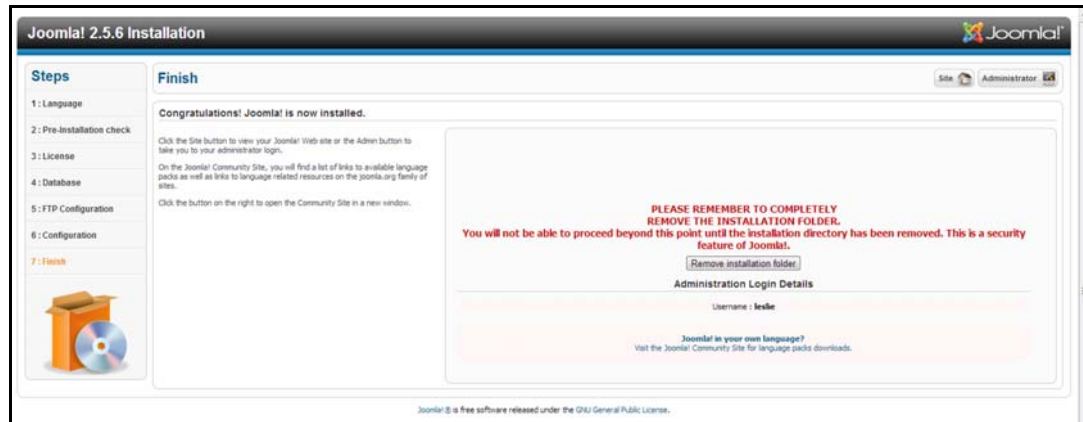 Joomla! 2.5.6 Installation
Joomla!
Steps
1 : Language
2 : Pre-Installation check
3 : License
4 : Database
5 : FTP Configuration
6 : Configuration
7 : Finish
Finish
Site
Administrator
Congratulations! Joomla! is now installed.
Click the Site button to view your Joomla! Web site or the Admin button to
take you to your administrator login.
On the Joomla! Community Site, you will find a list of links to available language
packs as well as links to language related resources on the joomla.org family of
sites.
Click the button on the right to open the Community Site in a new window.
PLEASE REMEMBER TO COMPLETELY
REMOVE THE INSTALLATION FOLDER.
You will not be able to proceed beyond this point until the installation directory has been removed. This is a security
feature of Joomla!.
Remove installation folder
Administration Login Details
Username : leslie
Joomla! in your own language?
Visit the Joomla! Community Site for language packs downloads.
Joomla! ® is free software released under the GNU General Public License.